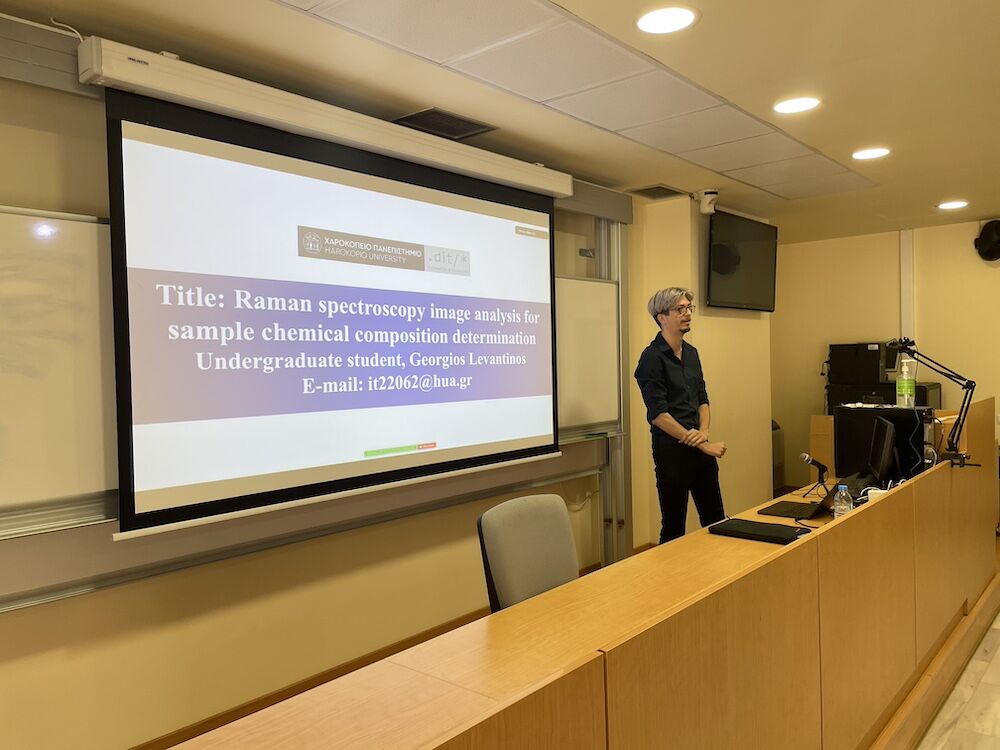 ΧΑΡΟΚΟΠΕΙΟ ΠΑΝΕΠΙΣΤΗΜΙΟ
HAROKOPIO UNIVERSITY
.dit/*
Title: Raman spectroscopy image analysis for
sample chemical composition determination
Undergraduate student, Georgios Levantinos
E-mail: it22062@hua.gr